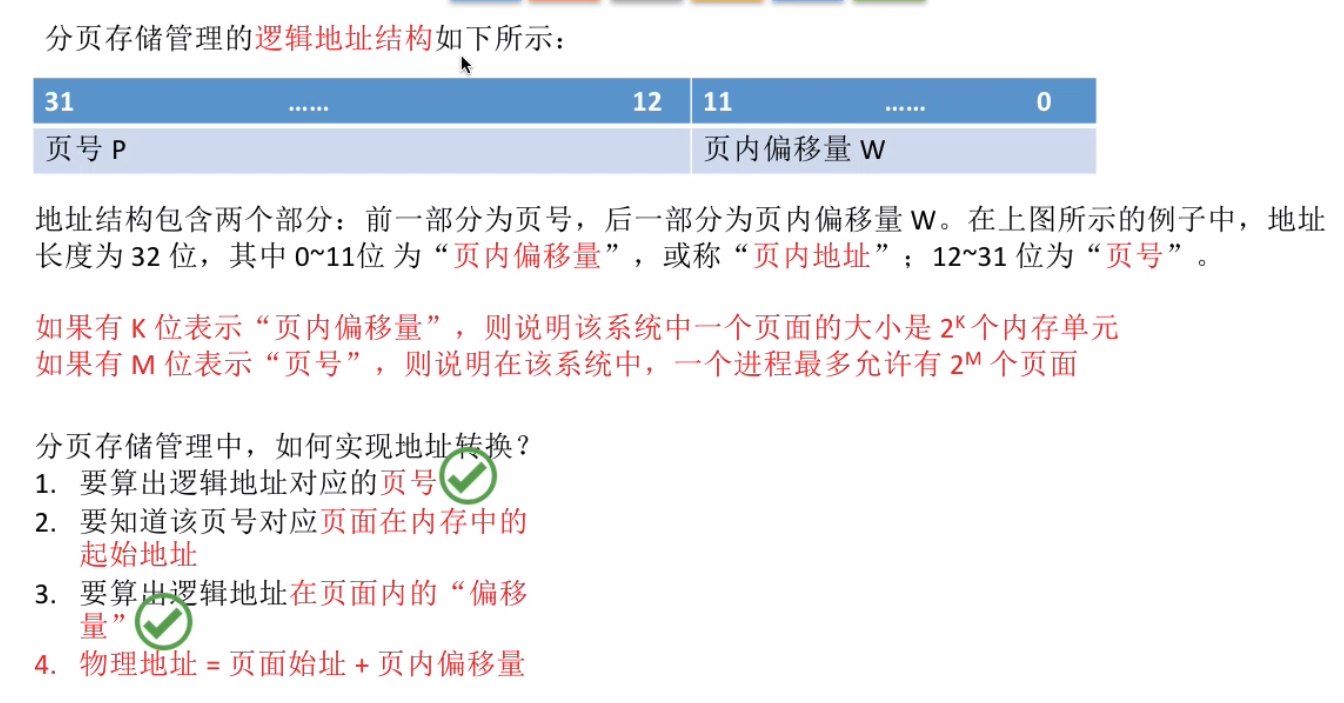 分页存储管理的逻辑地址结构如下所示：
31 …… 12 11 …… 0
页号 P 页内偏移量 W
地址结构包含两个部分：前一部分为页号，后一部分为页内偏移量 W。在上图所示的例子中，地址
长度为 32 位，其中 0~11位 为“页内偏移量”，或称“页内地址”；12~31 位为“页号”。
如果有 K 位表示“页内偏移量”，则说明该系统中一个页面的大小是 2ᴷ 个内存单元
如果有 M 位表示“页号”，则说明在该系统中，一个进程最多允许有 2ᴹ 个页面
分页存储管理中，如何实现地址转换？
1. 要算出逻辑地址对应的页号
2. 要知道该页号对应页面在内存中的
起始地址
3. 要算出逻辑地址在页面内的“偏移
量”
4. 物理地址 = 页面始址 + 页内偏移量